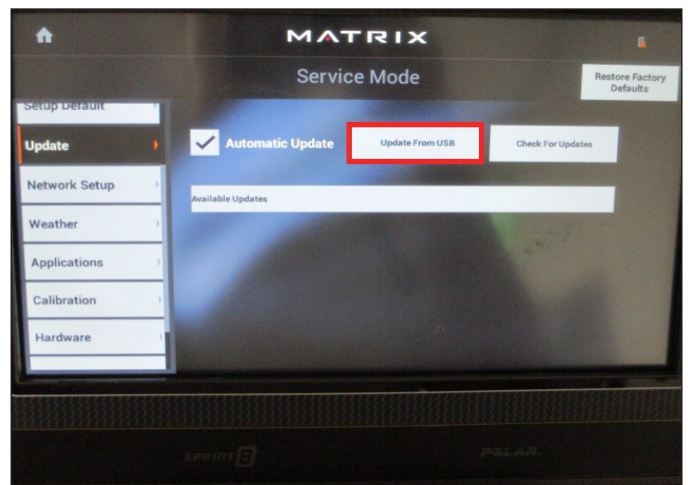 MATRIX
Service Mode
Restore Factory
Defaults
Setup Default
Update
Automatic Update
Update From USB
Check For Updates
Network Setup
Available Updates
Weather
Applications
Calibration
Hardware
SPRINT 8
POLAR.